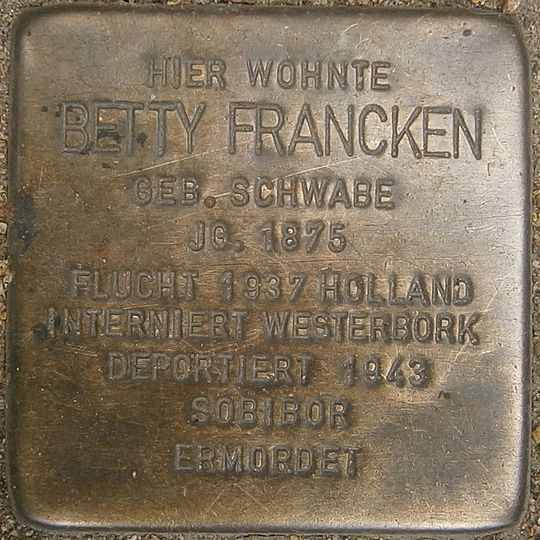 HIER WOHNTE
BETTY FRANCKEN
GEB. SCHWABE
JG. 1875
FLUCHT 1937 HOLLAND
INTERNIERT WESTERBORK
DEPORTIERT 1943
SOBIBOR
ERMORDET